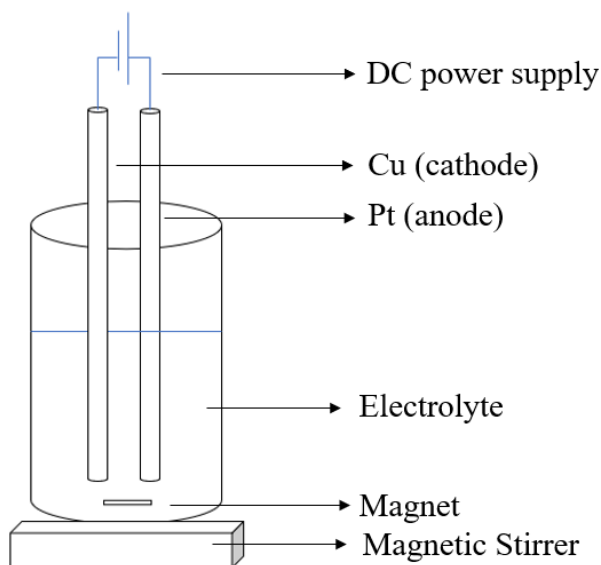 DC power supply
Cu (cathode)
Pt (anode)
Electrolyte
Magnet
Magnetic Stirrer